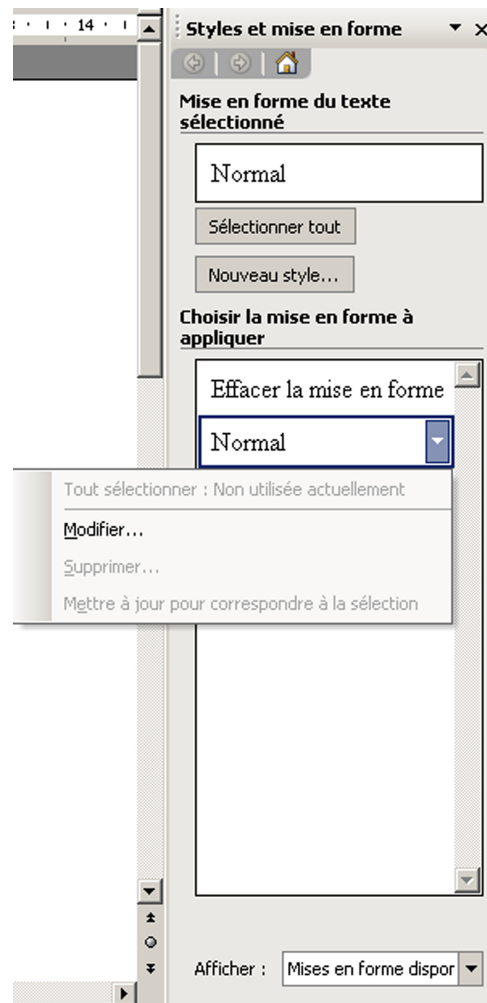 14
Styles et mise en forme
Mise en forme du texte
sélectionné
Normal
Sélectionner tout
Nouveau style...
Choisir la mise en forme à
appliquer
Effacer la mise en forme
Normal
Tout sélectionner : Non utilisée actuellement
Modifier...
Supprimer...
Mettre à jour pour correspondre à la sélection
Afficher : Mises en forme dispor